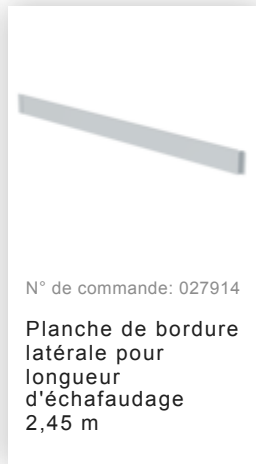 N° de commande: 027914
Planche de bordure
latérale pour
longueur
d'échafaudage
2,45 m